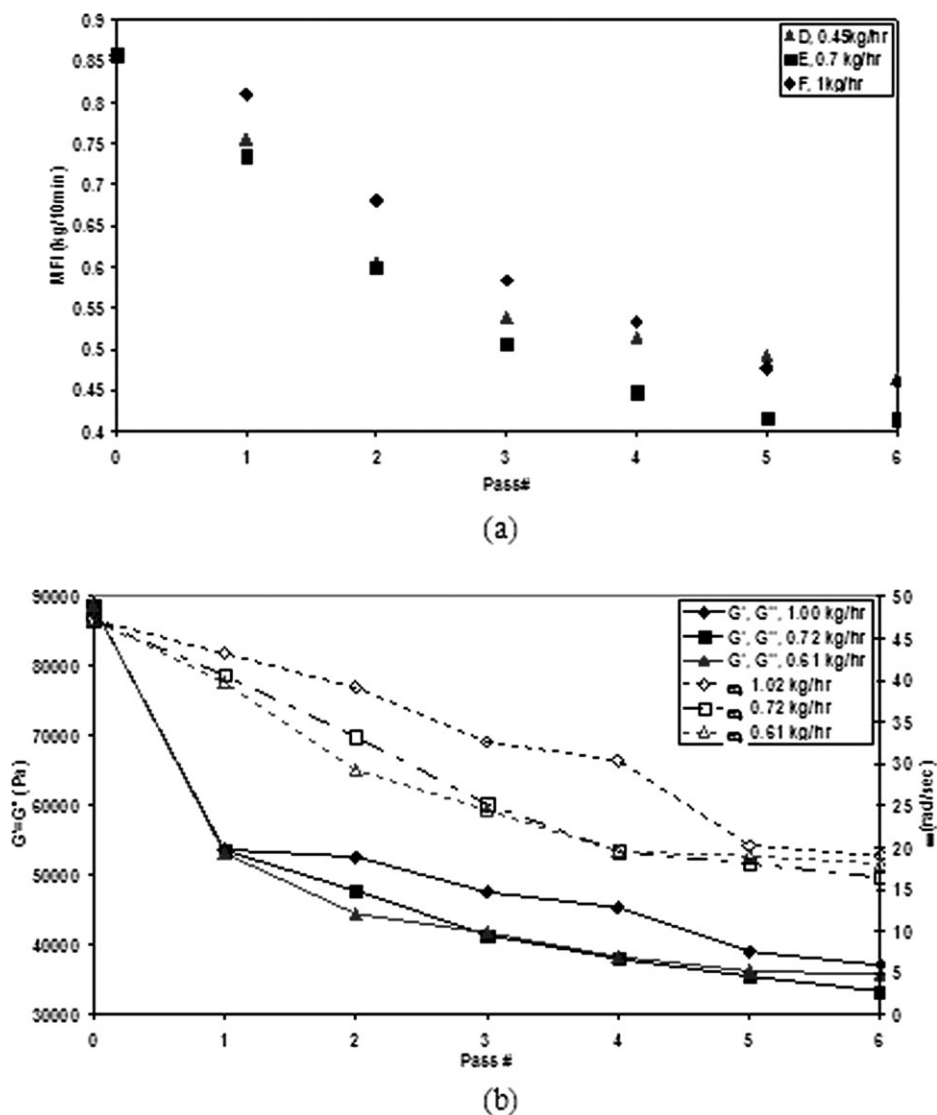 0.9
0.85
0.8
0.75
0.7
0.65
0.6
0.55
0.5
0.45
0.4
MFI (kg/10min)
D, 0.45kg/hr
E, 0.7 kg/hr
F, 1kg/hr
0 1 2 3 4 5 6
Pass#
(a)
90000
80000
70000
60000
50000
40000
30000
G'=G" (Pa)
G', G", 1.00 kg/hr
G', G", 0.72 kg/hr
G', G", 0.61 kg/hr
1.02 kg/hr
0.72 kg/hr
0.61 kg/hr
50
45
40
35
30
25
20
15
10
5
0
(rad/sec)
0 1 2 3 4 5 6
Pass #
(b)